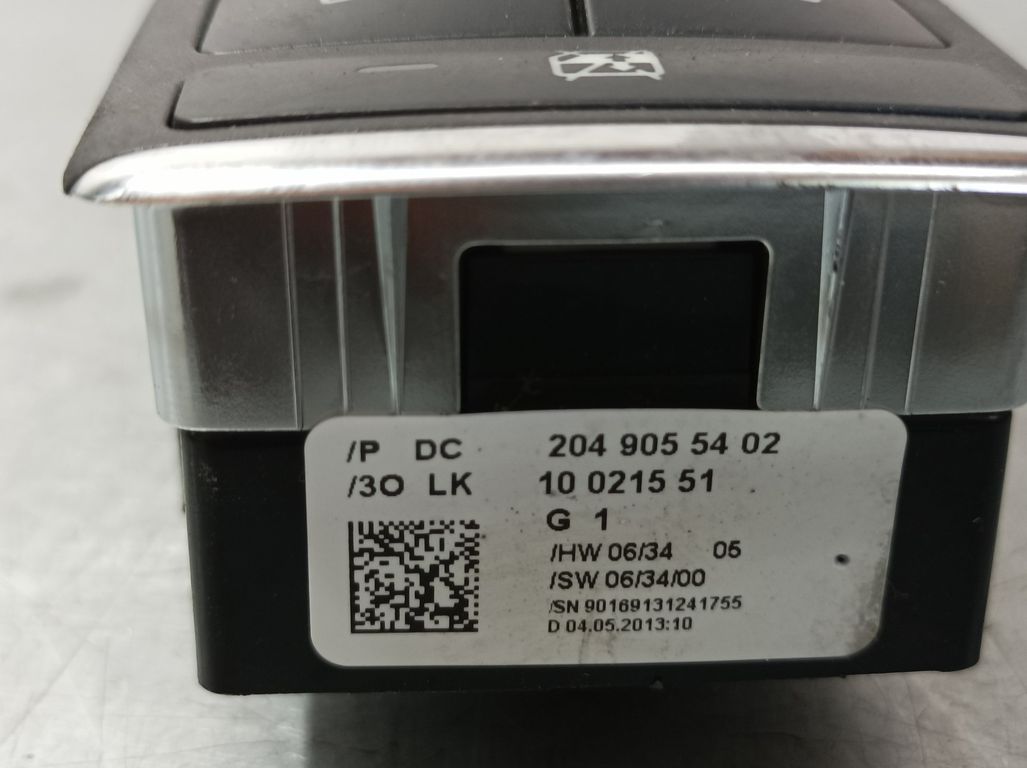 /P DC 204 905 54 02
/3O LK 10 0215 51
G 1
/HW 06/34 05
/SW 06/34/00
/SN 90169131241755
D 04.05.2013:10